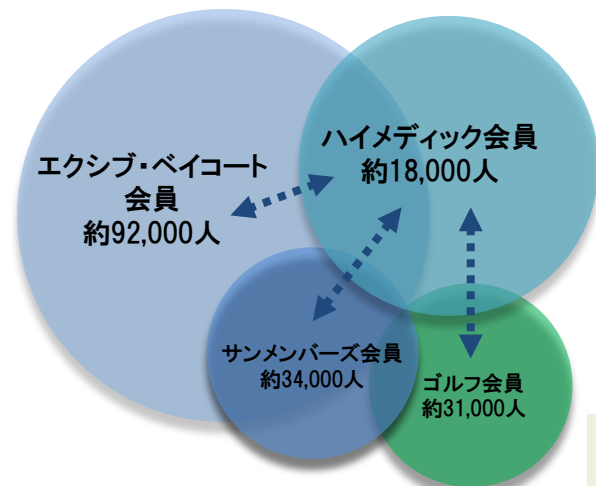 エクシブ・ベイコート
会員
約92,000人
ハイメディック会員
約18,000人
サンメンバーズ会員
約34,000人
ゴルフ会員
約31,000人